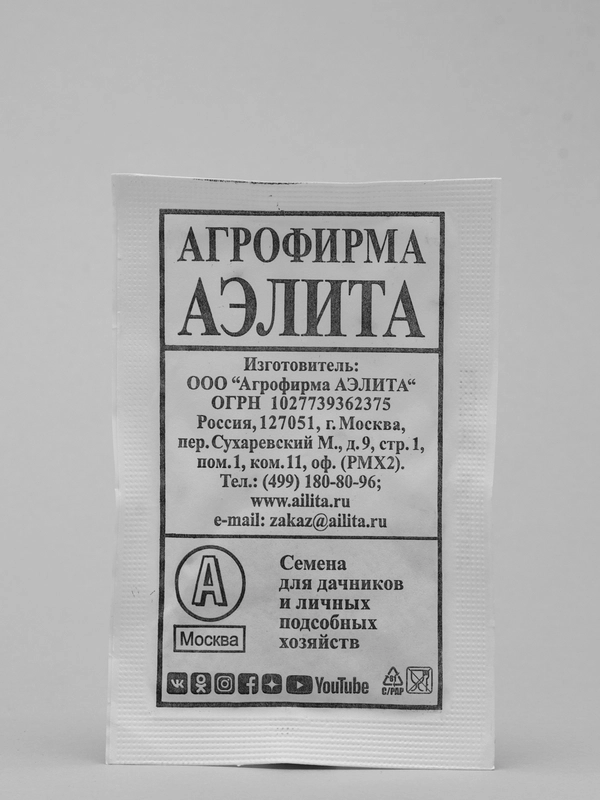 АГРОФИРМА
АЭЛИТА
Изготовитель:
ООО “Агрофирма АЭЛИТА“
ОГРН 1027739362375
Россия, 127051, г. Москва,
пер. Сухаревский М., д. 9, стр. 1,
пом. 1, ком. 11, оф. (РМХ2).
Тел.: (499) 180-80-96;
www.ailita.ru
e-mail: zakaz@ailita.ru
А
Москва
Семена
для дачников
и личных
подсобных
хозяйств
YouTube
81
C/PAP